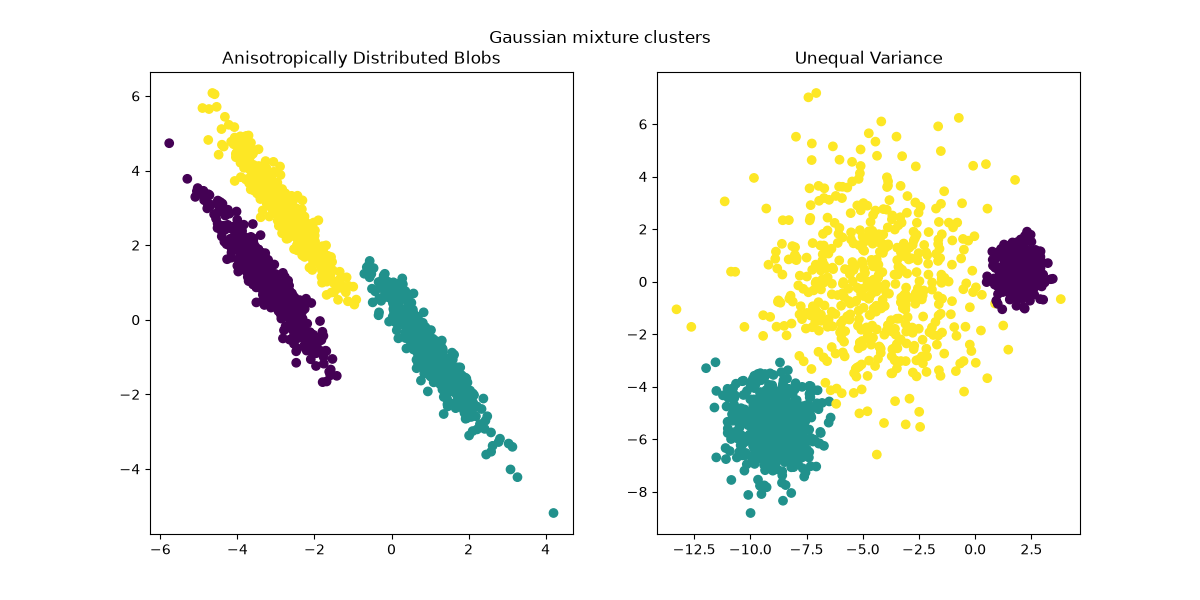 Gaussian mixture clusters
Anisotropically Distributed Blobs
6
4
2
0
−2
−4
−6 −4 −2 0 2 4
Unequal Variance
6
4
2
0
−2
−4
−6
−8
−12.5 −10.0 −7.5 −5.0 −2.5 0.0 2.5